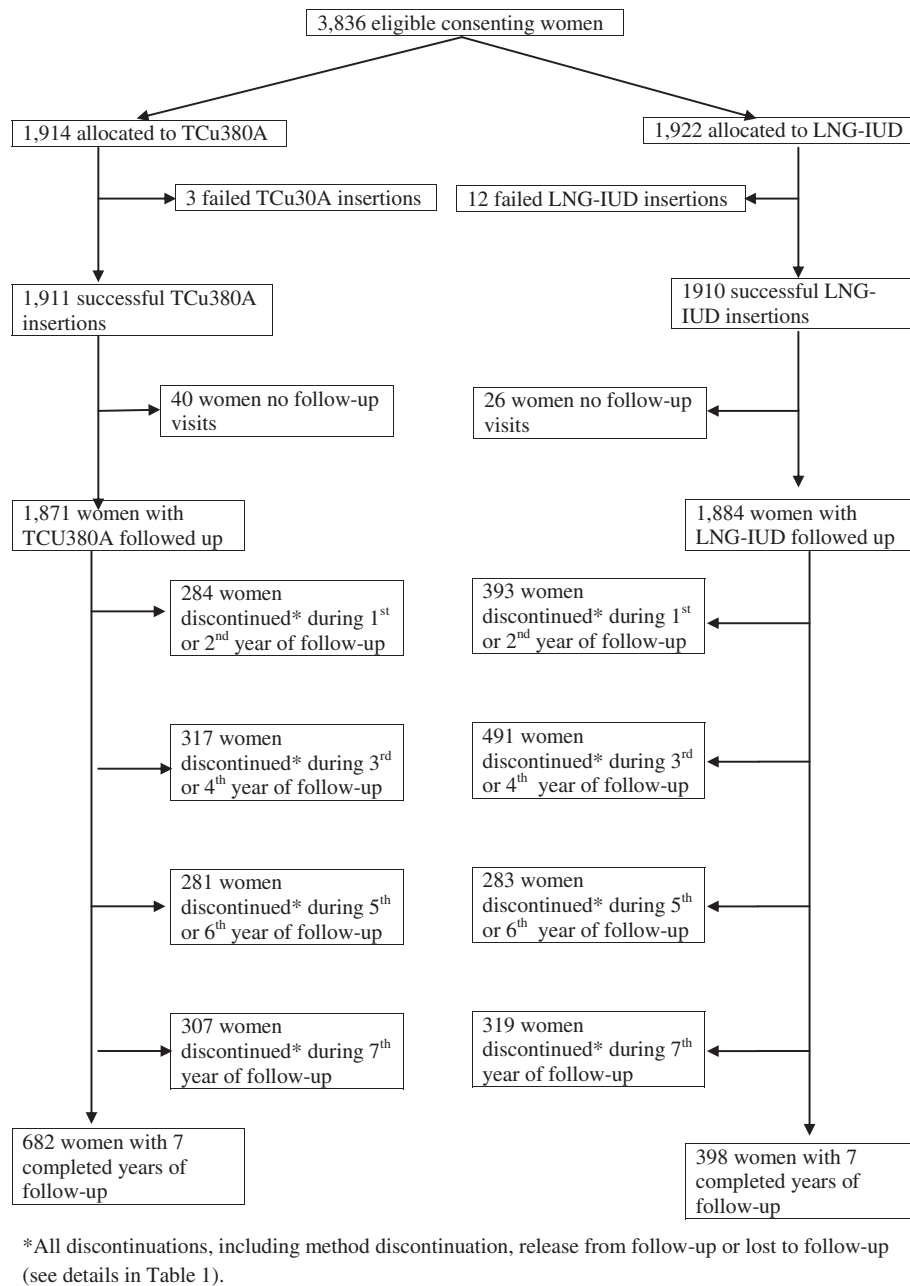 3,836 eligible consenting women
1,914 allocated to TCu380A
1,922 allocated to LNG-IUD
3 failed TCu30A insertions
12 failed LNG-IUD insertions
1,911 successful TCu380A
insertions
1910 successful LNG-
IUD insertions
40 women no follow-up
visits
26 women no follow-up
visits
1,871 women with
TCU380A followed up
1,884 women with
LNG-IUD followed up
284 women
discontinued* during 1st
or 2nd year of follow-up
393 women
discontinued* during 1st
or 2nd year of follow-up
317 women
discontinued* during 3rd
or 4th year of follow-up
491 women
discontinued* during 3rd
or 4th year of follow-up
281 women
discontinued* during 5th
or 6th year of follow-up
283 women
discontinued* during 5th
or 6th year of follow-up
307 women
discontinued* during 7th
year of follow-up
319 women
discontinued* during 7th
year of follow-up
682 women with 7
completed years of
follow-up
398 women with 7
completed years of
follow-up
*All discontinuations, including method discontinuation, release from follow-up or lost to follow-up
(see details in Table 1).